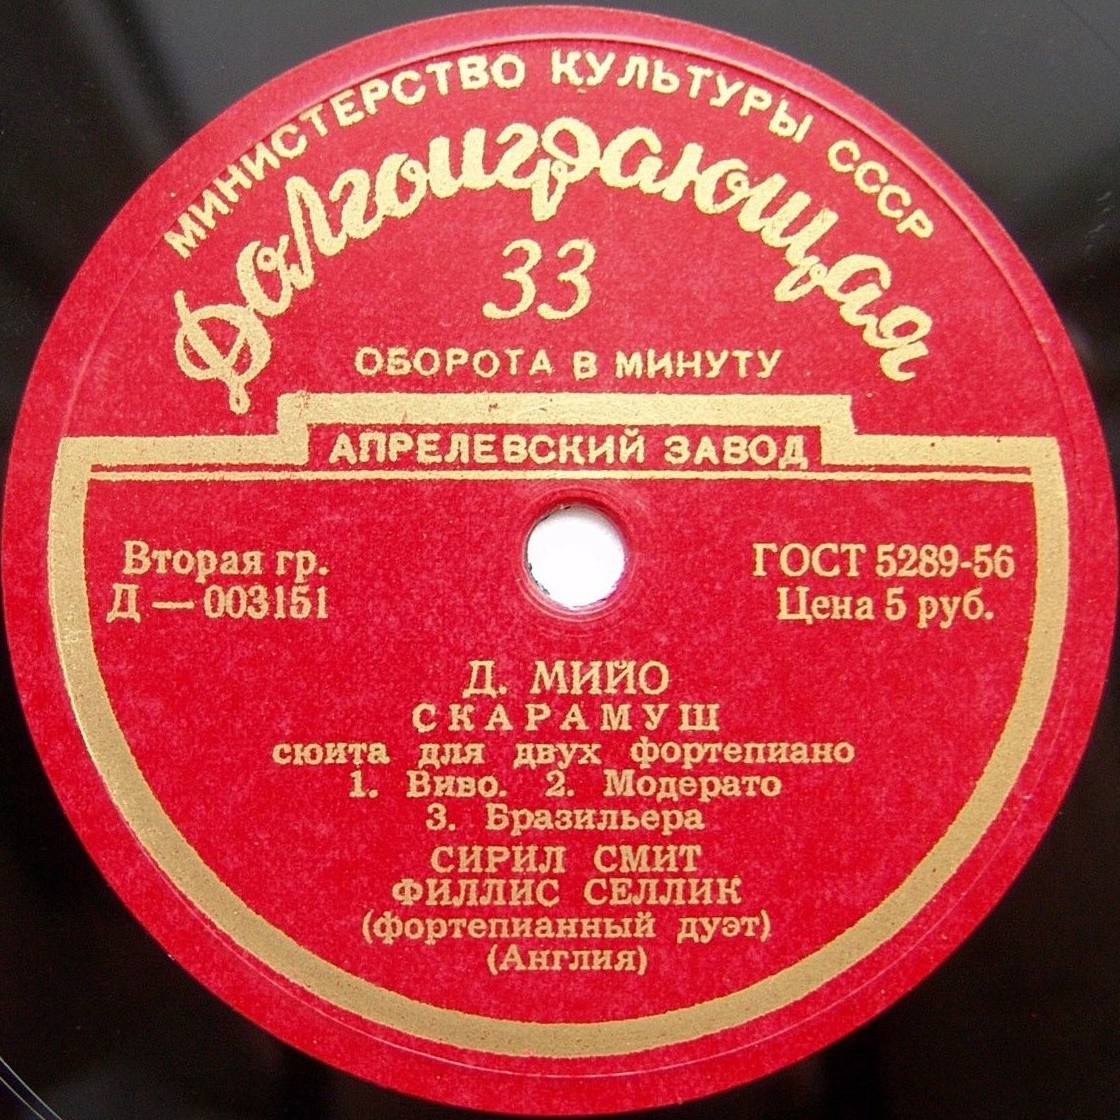 МИНИСТЕРСТВО КУЛЬТУРЫ СССР
Долгоиграющая
33
ОБОРОТА В МИНУТУ
АПРЕЛЕВСКИЙ ЗАВОД
Вторая гр.
Д — 003151
ГОСТ 5289-56
Цена 5 руб.
Д. МИЙО
СКАРАМУШ
сюита для двух фортепиано
1. Виво. 2. Модерато
3. Бразильера
СИРИЛ СМИТ
ФИЛЛИС СЕЛЛИК
(фортепианный дуэт)
(Англия)